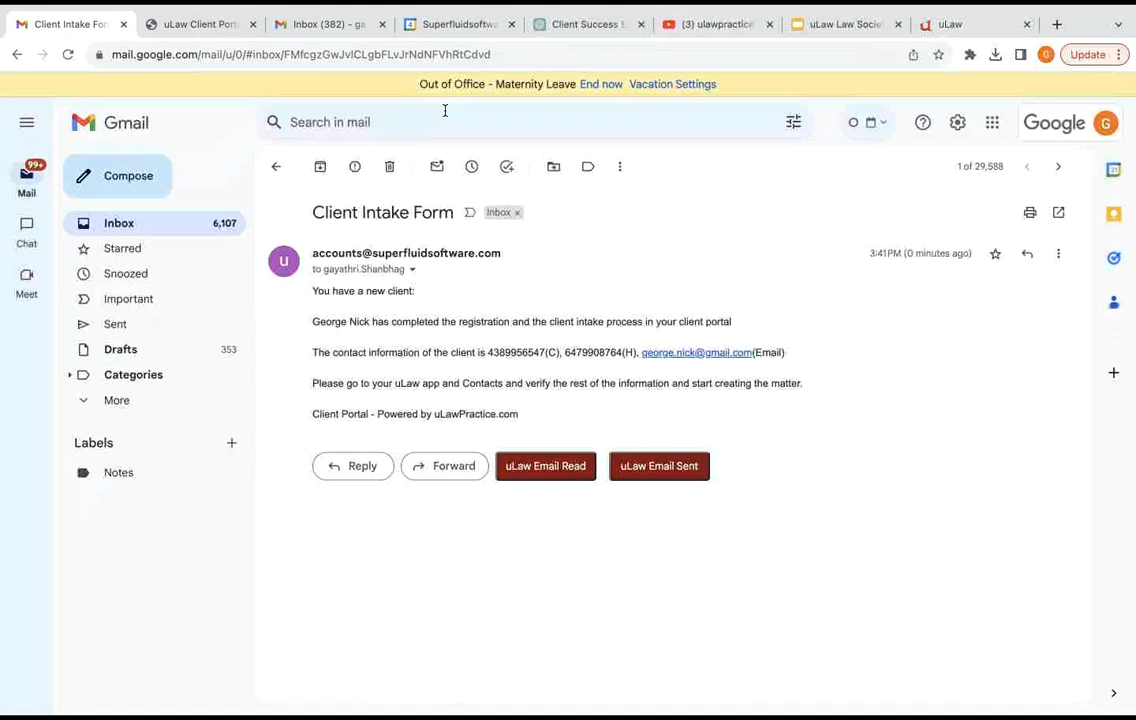 Client Intake For
uLaw Client Port
Inbox (382) - ga
Superfluidsoftwa
Client Success E
(3) ulawpractice
uLaw Law Socie
uLaw
mail.google.com/mail/u/0/#inbox/FMfcgzGwJvlCLgbFLvJrNdNFVhRtCdvd
G
Update
Out of Office - Maternity Leave End now Vacation Settings
Gmail
Search in mail
Google G
99+
Mail
Chat
Meet
Compose
Inbox 6,107
Starred
Snoozed
Important
Sent
Drafts 353
Categories
More
Labels
Notes
1 of 29,588
Client Intake Form
Inbox x
u
accounts@superfluidsoftware.com
3:41 PM (0 minutes ago)
to gayathri.Shanbhag
You have a new client:
George Nick has completed the registration and the client intake process in your client portal
The contact information of the client is 4389956547(C), 6479908764(H), george.nick@gmail.com(Email)
Please go to your uLaw app and Contacts and verify the rest of the information and start creating the matter.
Client Portal - Powered by uLawPractice.com
Reply
Forward
uLaw Email Read
uLaw Email Sent